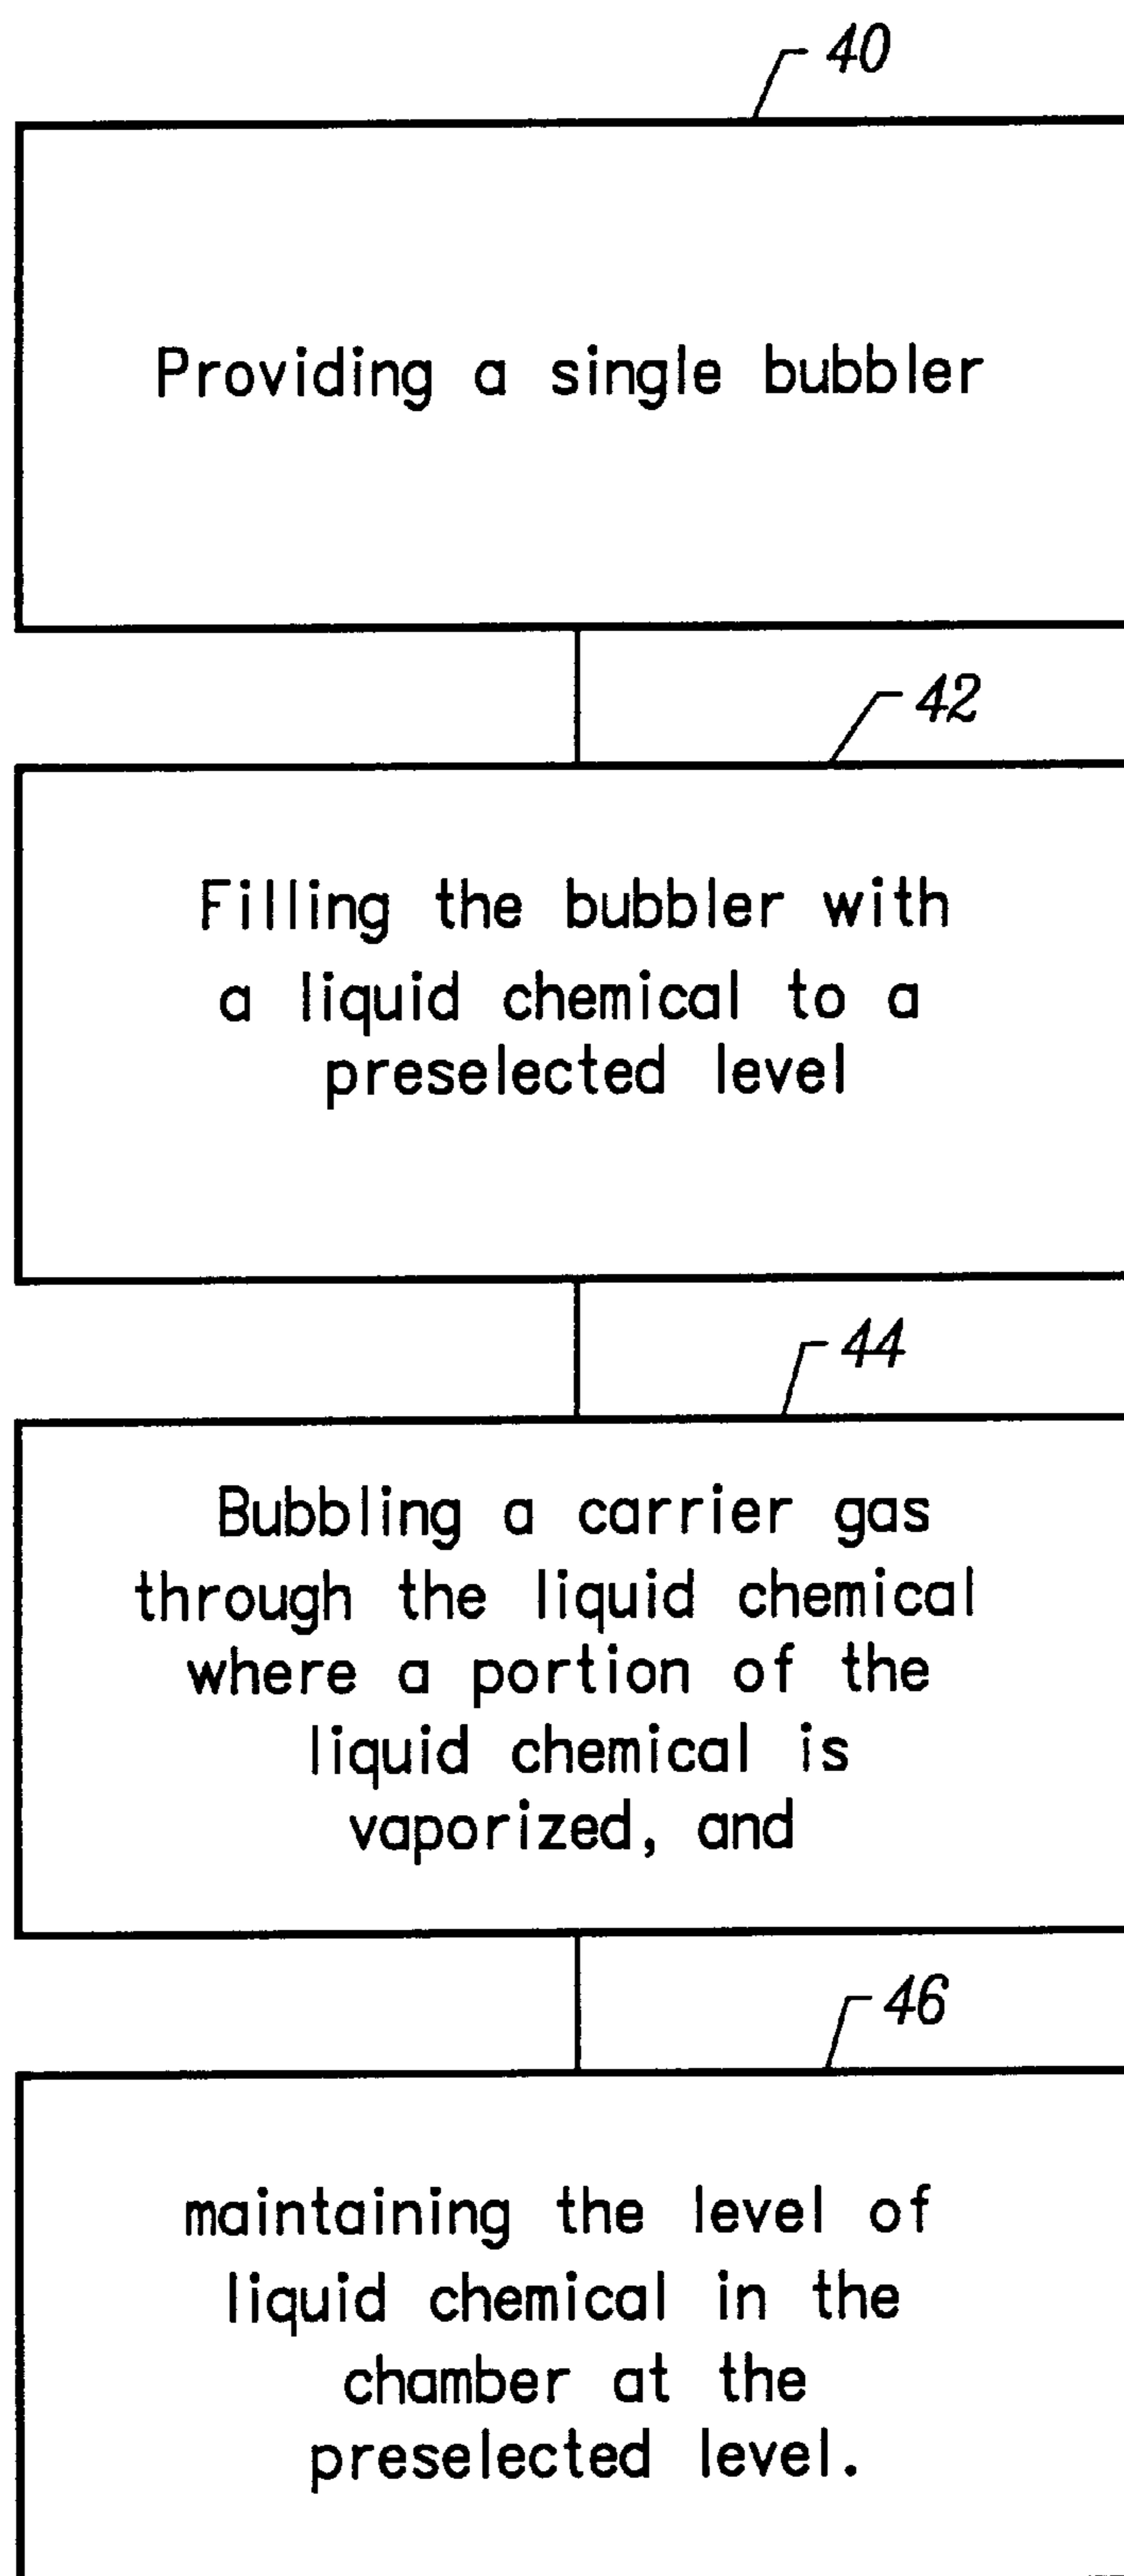 40
Providing a single bubbler
42
Filling the bubbler with
a liquid chemical to a
preselected level
44
Bubbling a carrier gas
through the liquid chemical
where a portion of the
liquid chemical is
vaporized, and
46
maintaining the level of
liquid chemical in the
chamber at the
preselected level.